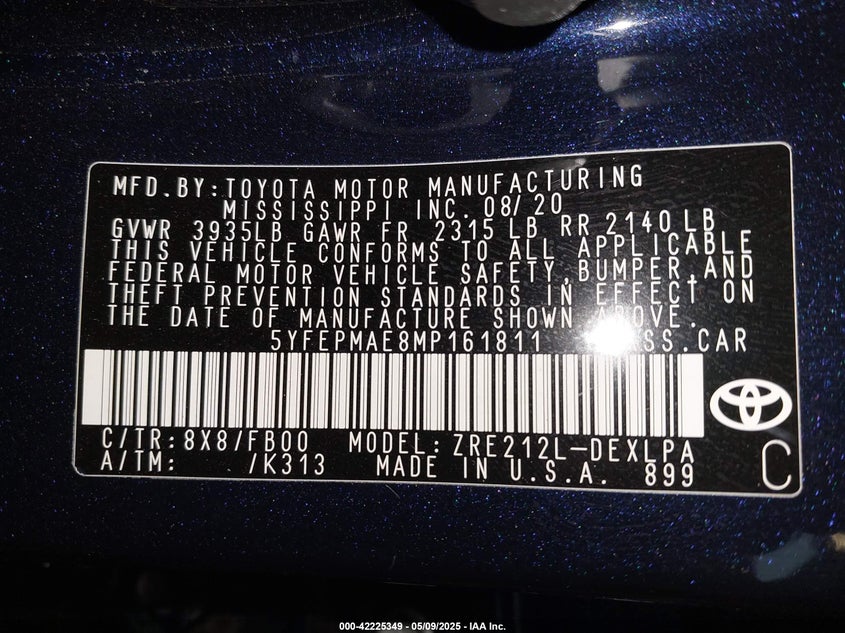 MFD.BY:TOYOTA MOTOR MANUFACTURING
MISSISSIPPI INC. 08/20
GVWR 3935LB GAWR FR 2315 LB RR 2140 LB
THIS VEHICLE CONFORMS TO ALL APPLICABLE
FEDERAL MOTOR VEHICLE SAFETY,BUMPER,AND
THEFT PREVENTION STANDARDS IN EFFECT ON
THE DATE OF MANUFACTURE SHOWN ABOVE.
5YFEPMAE8MP161811 SS.CAR
C/TR:8X8/FB00 MODEL:ZRE212L-DEXLPA
A/TM: /K313 MADE IN U.S.A. 899
C
000-42225349 - 05/09/2025 - IAA Inc.